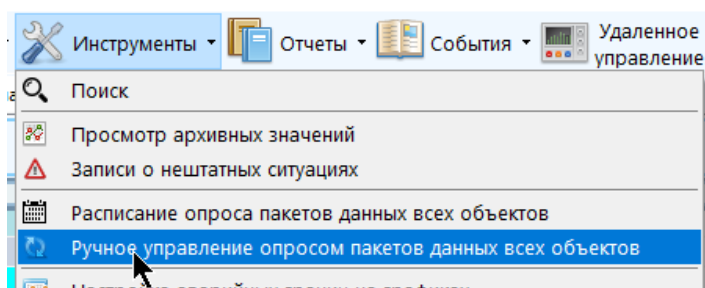 Инструменты
Отчеты
События
Удаленное
управление
Поиск
Просмотр архивных значений
Записи о нештатных ситуациях
Расписание опроса пакетов данных всех объектов
Ручное управление опросом пакетов данных всех объектов